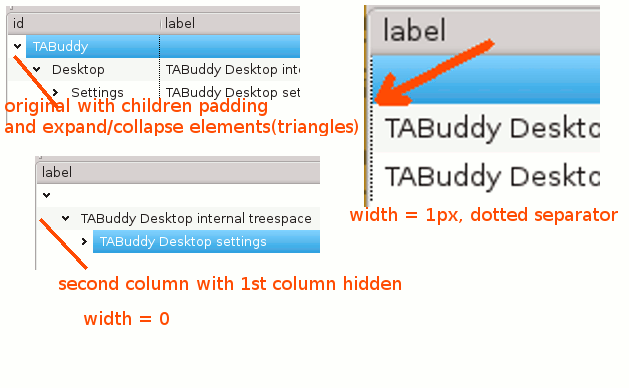 id label
TABuddy
Desktop TABuddy Desktop inte
Settings TABuddy Desktop set
original with children padding
and expand/collapse elements(triangles)
label
TABuddy Deskto
TABuddy Deskto
width = 1px, dotted separator
label
TABuddy Desktop internal treespace
TABuddy Desktop settings
second column with 1st column hidden
width = 0